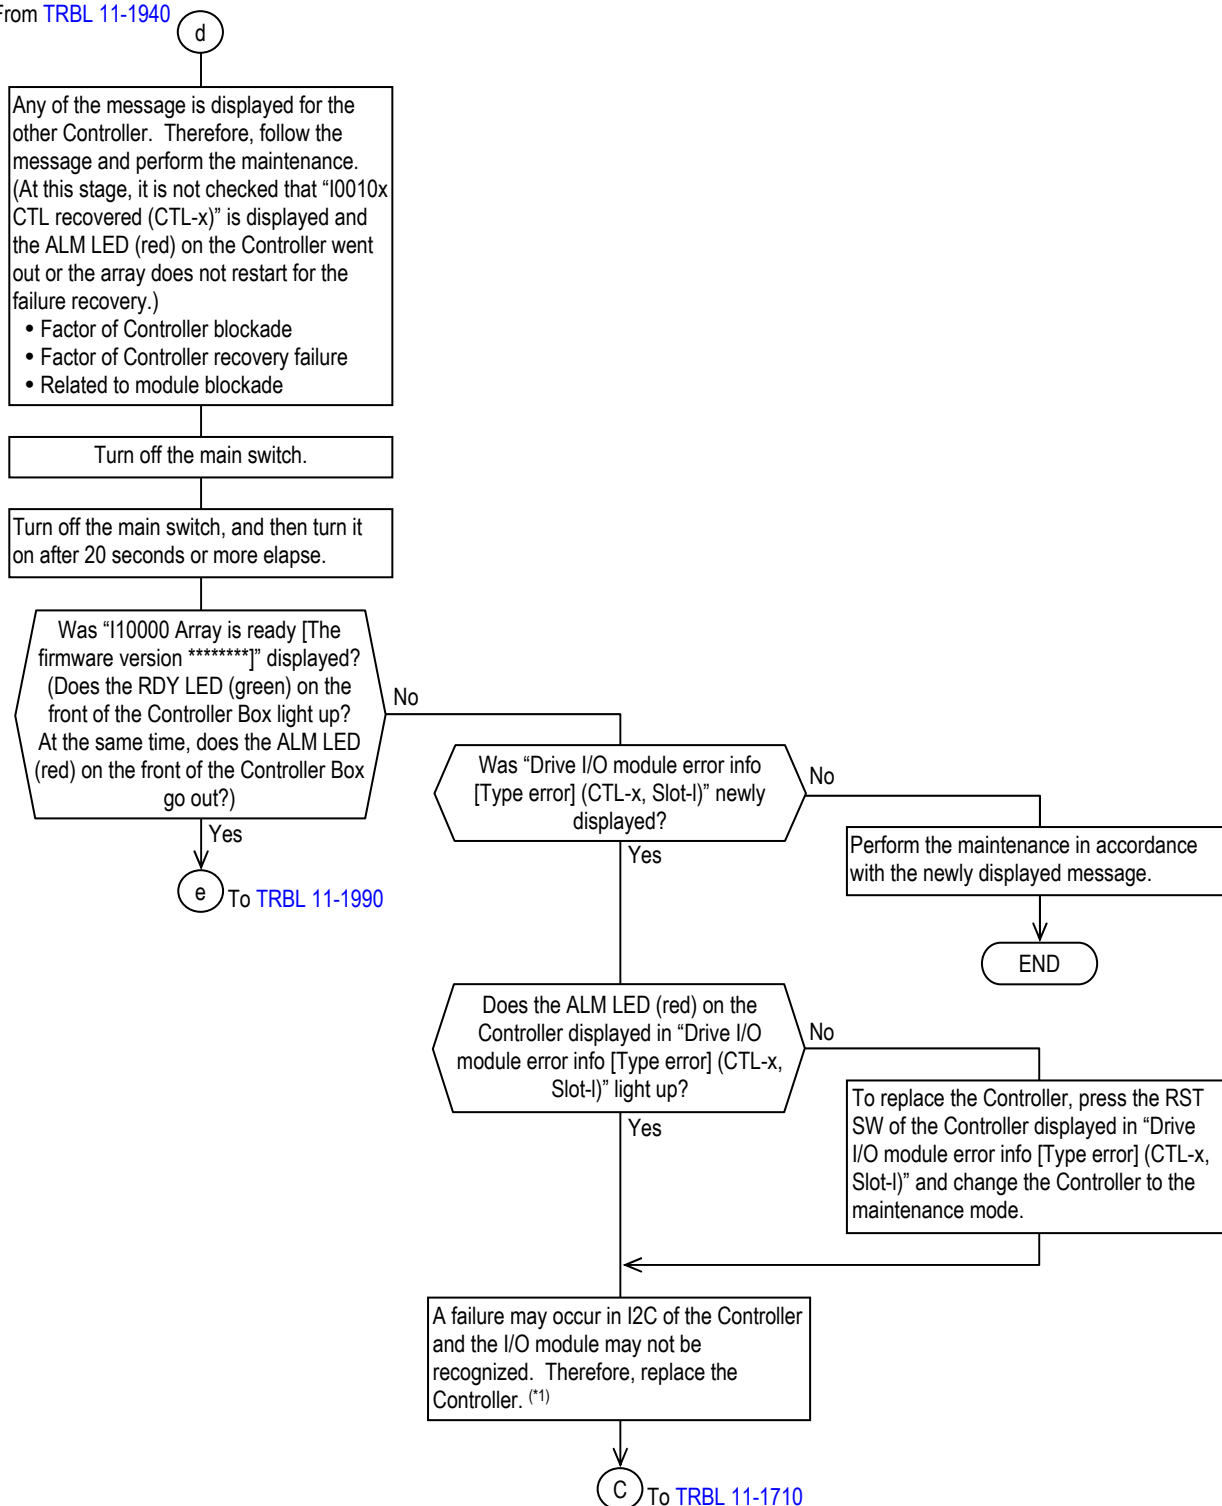 From TRBL 11-1940
d
Any of the message is displayed for the
other Controller.  Therefore, follow the
message and perform the maintenance.
(At this stage, it is not checked that “I0010x
CTL recovered (CTL-x)” is displayed and
the ALM LED (red) on the Controller went
out or the array does not restart for the
failure recovery.)
• Factor of Controller blockade
• Factor of Controller recovery failure
• Related to module blockade
Turn off the main switch.
Turn off the main switch, and then turn it
on after 20 seconds or more elapse.
Was “I10000 Array is ready [The
firmware version ********]” displayed?
(Does the RDY LED (green) on the
front of the Controller Box light up?
At the same time, does the ALM LED
(red) on the front of the Controller Box
go out?)
No
Yes
e
To TRBL 11-1990
Was “Drive I/O module error info
[Type error] (CTL-x, Slot-l)” newly
displayed?
No
Yes
Perform the maintenance in accordance
with the newly displayed message.
END
Does the ALM LED (red) on the
Controller displayed in “Drive I/O
module error info [Type error] (CTL-x,
Slot-l)” light up?
No
Yes
To replace the Controller, press the RST
SW of the Controller displayed in “Drive
I/O module error info [Type error] (CTL-x,
Slot-l)” and change the Controller to the
maintenance mode.
A failure may occur in I2C of the Controller
and the I/O module may not be
recognized.  Therefore, replace the
Controller. (*1)
C
To TRBL 11-1710